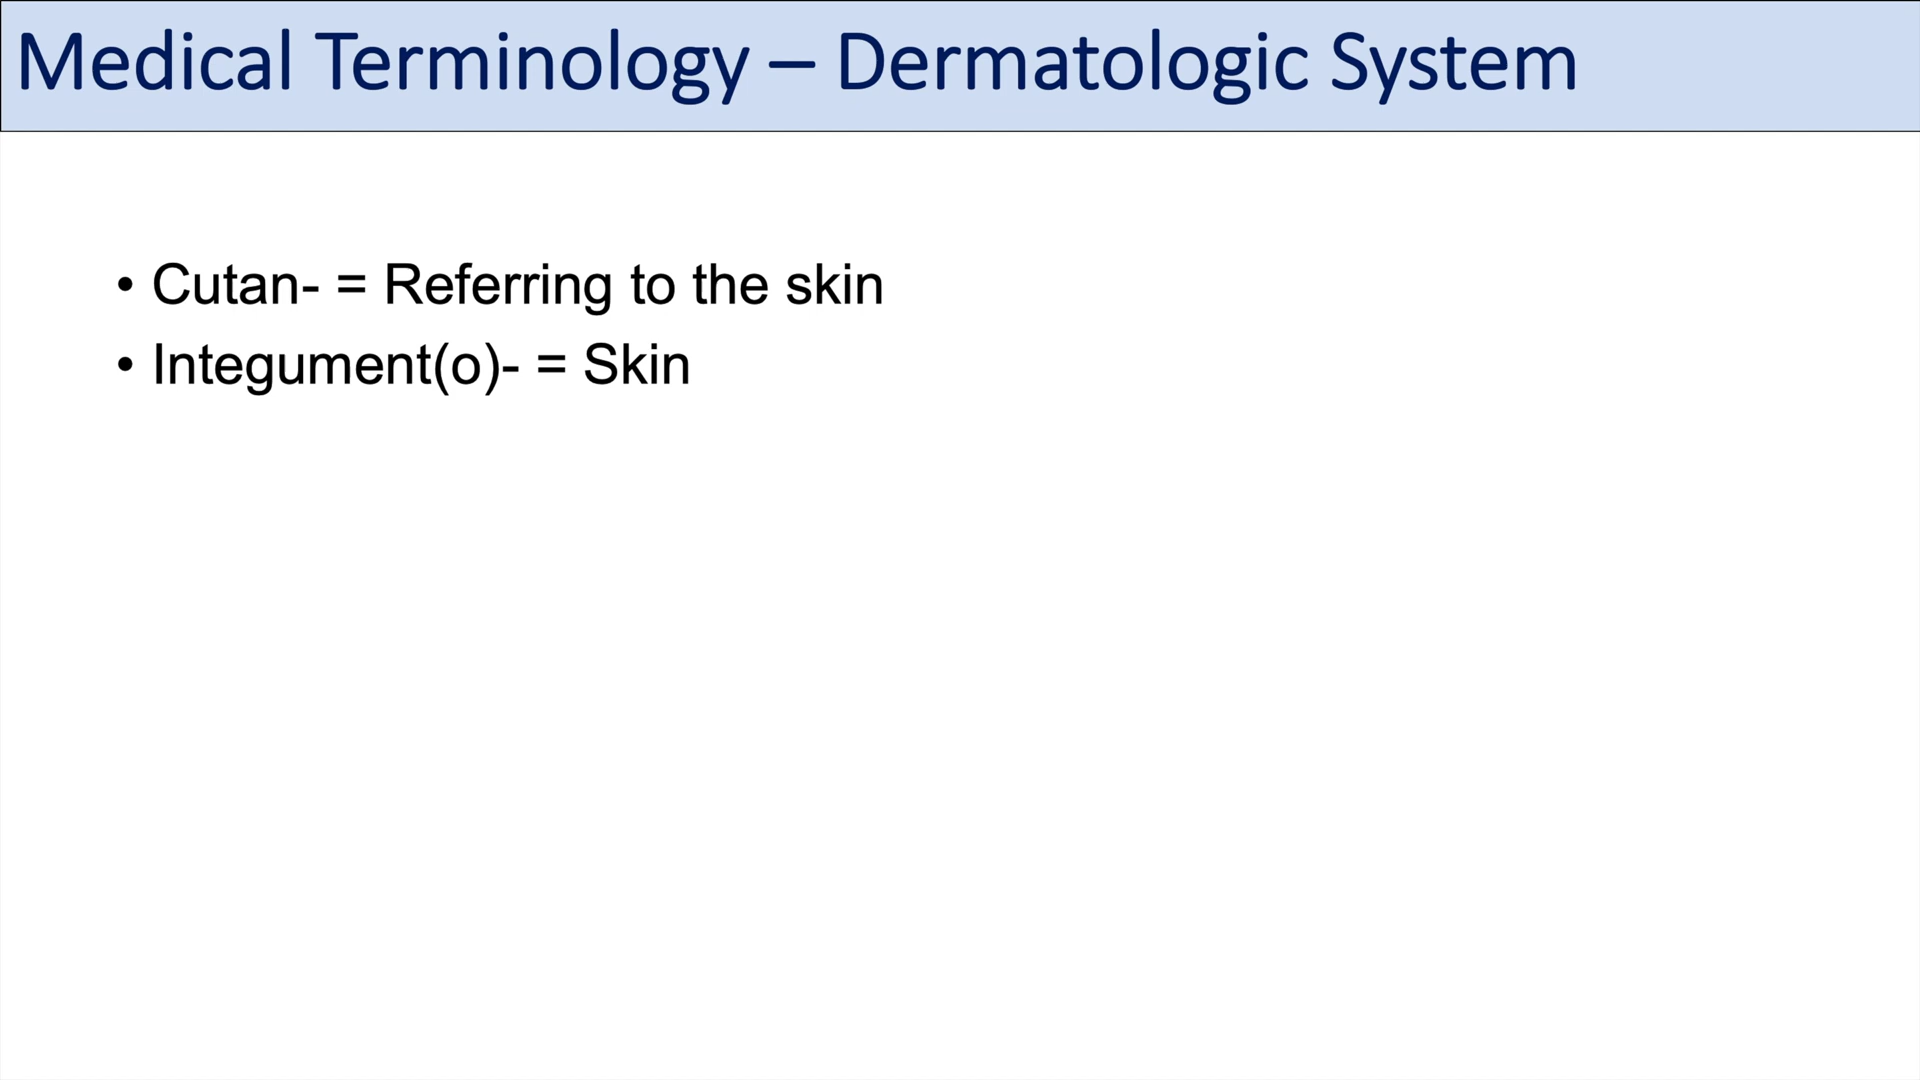 Medical Terminology – Dermatologic System
• Cutan- = Referring to the skin
• Integument(o)- = Skin